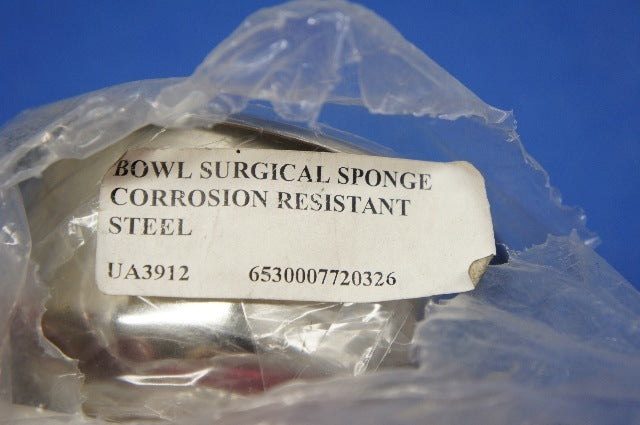 BOWL SURGICAL SPONGE
CORROSION RESISTANT
STEEL
UA3912 6530007720326